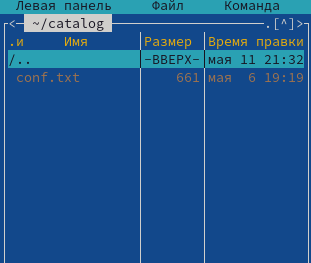 Левая панель Файл Команда
<─ ~/catalog .[^]>
.и Имя Размер Время правки
/.. -ВВЕРХ- мая 11 21:32
conf.txt 661 мая 6 19:19